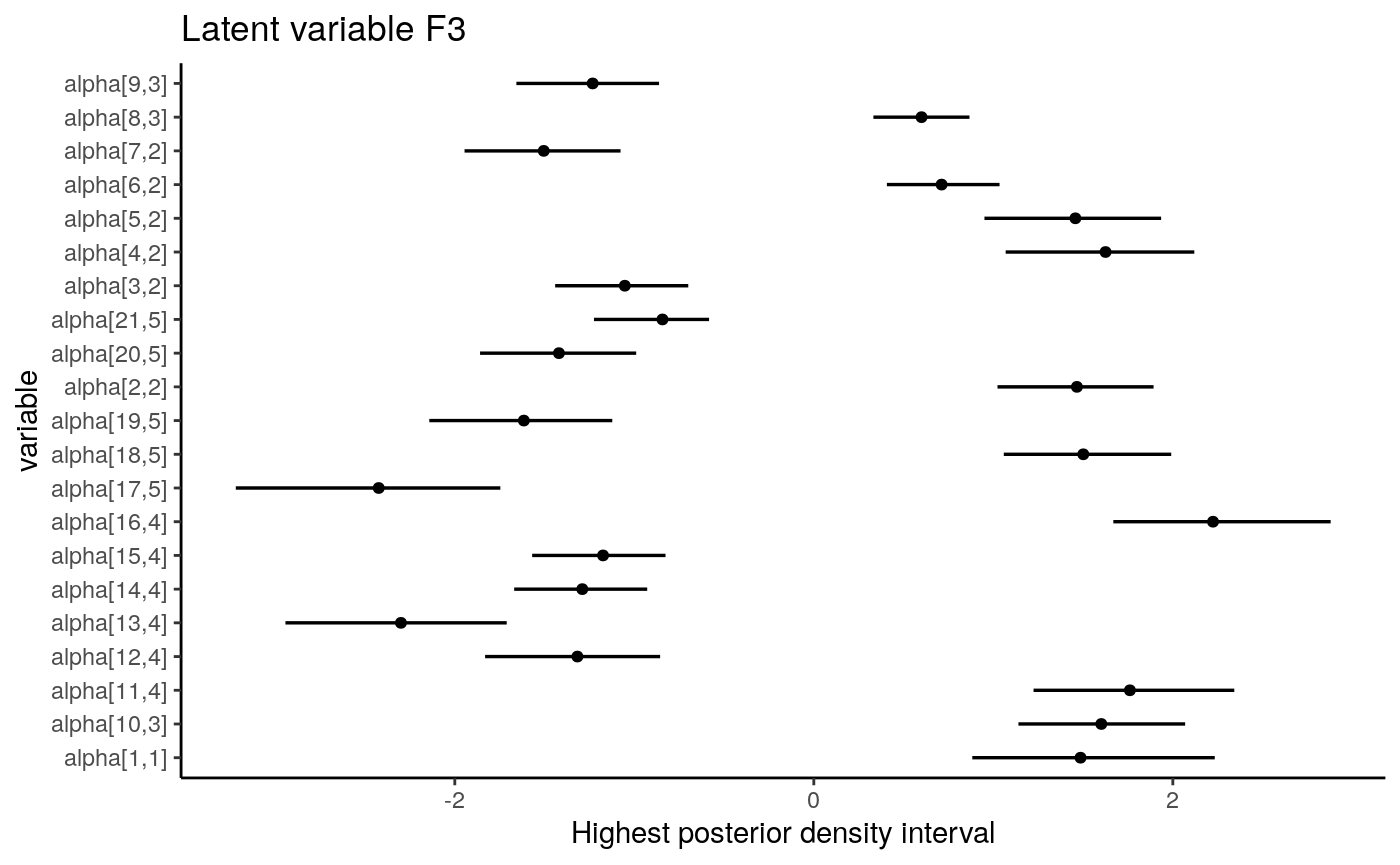 Latent variable F3
alpha[9,3]
alpha[8,3]
alpha[7,2]
alpha[6,2]
alpha[5,2]
alpha[4,2]
alpha[3,2]
alpha[21,5]
alpha[20,5]
alpha[2,2]
alpha[19,5]
alpha[18,5]
alpha[17,5]
alpha[16,4]
alpha[15,4]
alpha[14,4]
alpha[13,4]
alpha[12,4]
alpha[11,4]
alpha[10,3]
alpha[1,1]
variable
-2 0 2
Highest posterior density interval